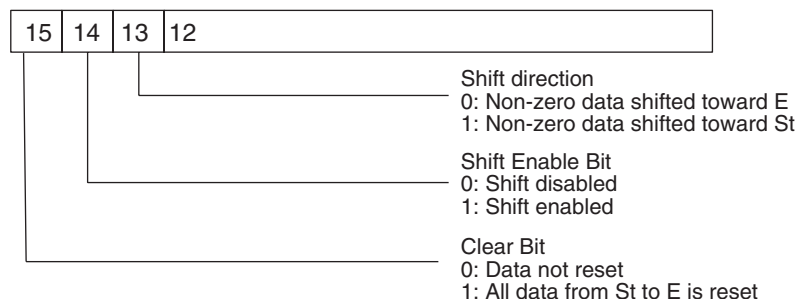 15 14 13 12
Shift direction
0: Non-zero data shifted toward E
1: Non-zero data shifted toward St
Shift Enable Bit
0: Shift disabled
1: Shift enabled
Clear Bit
0: Data not reset
1: All data from St to E is reset